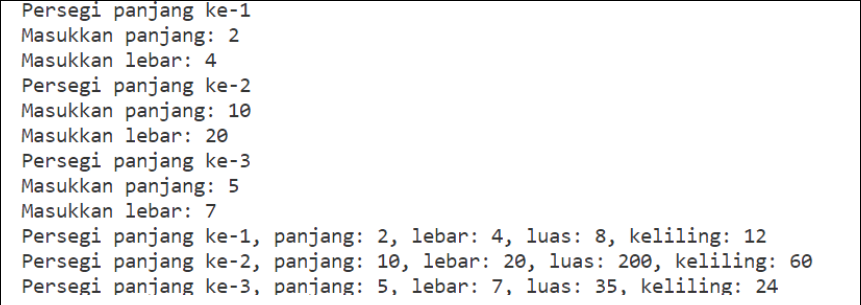 Persegi panjang ke-1
Masukkan panjang: 2
Masukkan lebar: 4
Persegi panjang ke-2
Masukkan panjang: 10
Masukkan lebar: 20
Persegi panjang ke-3
Masukkan panjang: 5
Masukkan lebar: 7
Persegi panjang ke-1, panjang: 2, lebar: 4, luas: 8, keliling: 12
Persegi panjang ke-2, panjang: 10, lebar: 20, luas: 200, keliling: 60
Persegi panjang ke-3, panjang: 5, lebar: 7, luas: 35, keliling: 24